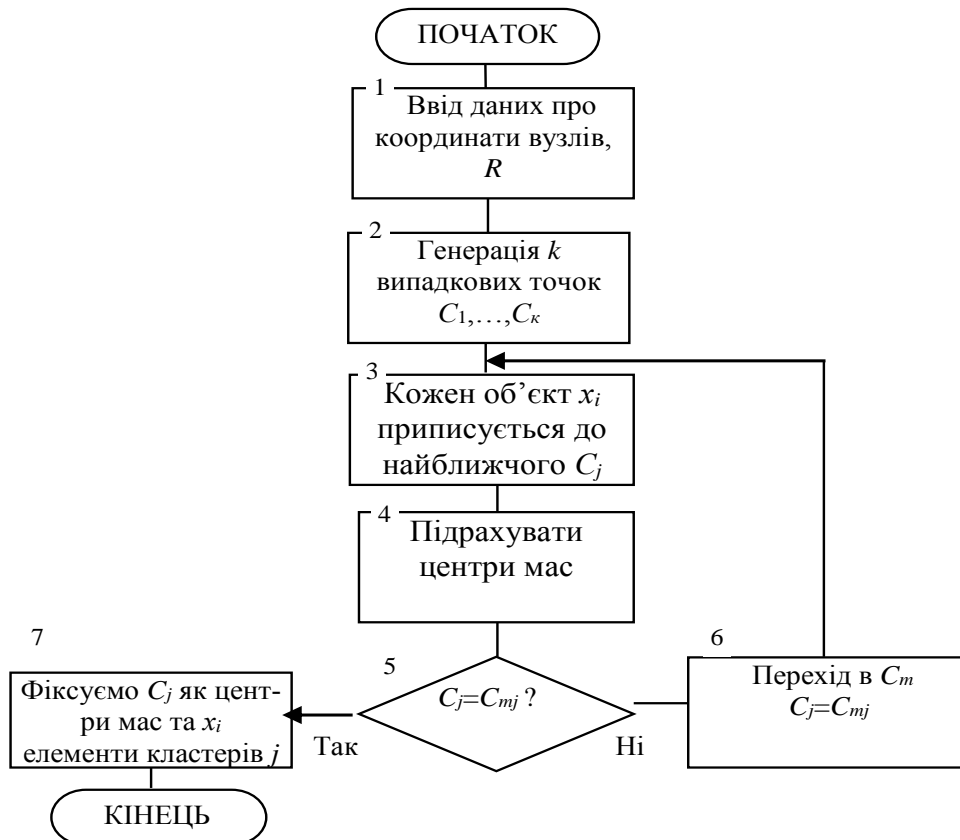 ПОЧАТОК
1
Ввід даних про
координати вузлів,
R
2
Генерація k
випадкових точок
C1,…,Cк
3
Кожен об’єкт xi
приписується до
найближчого Cj
4
Підрахувати
центри мас
5
Cj=Cmj ?
Так
Ні
6
Перехід в Cm
Cj=Cmj
7
Фіксуємо Cj як цент-
ри мас та xi
елементи кластерів j
КІНЕЦЬ